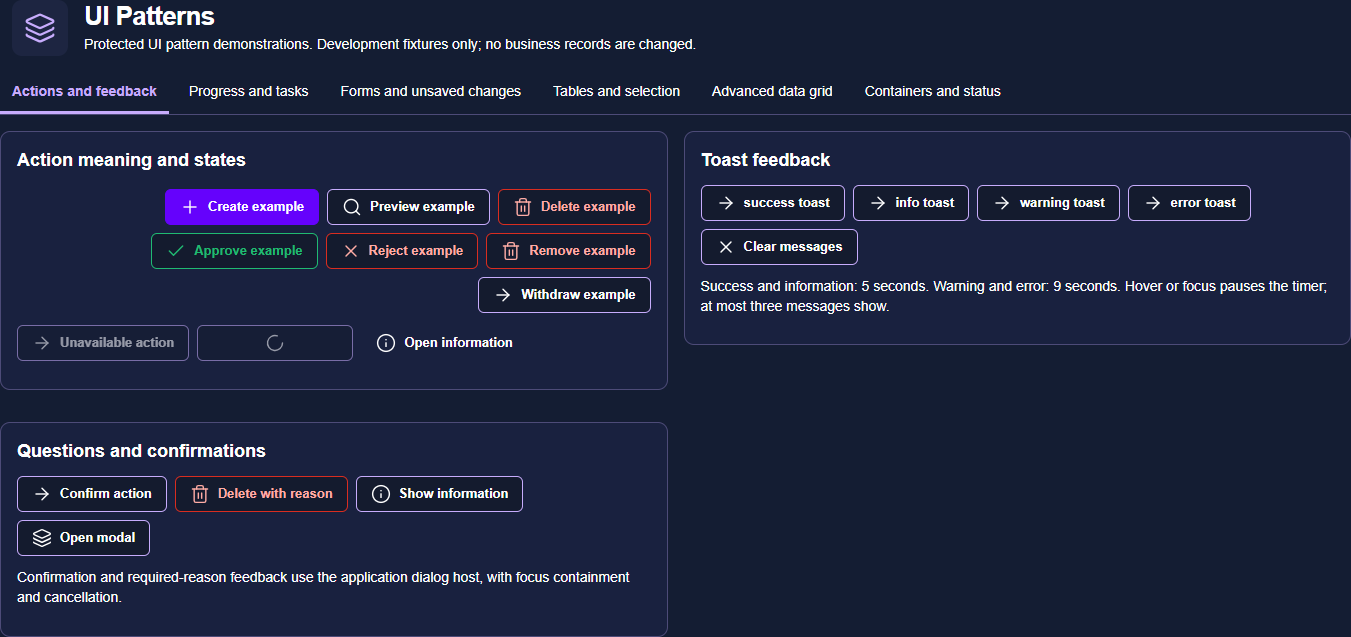 UI Patterns
Protected UI pattern demonstrations. Development fixtures only; no business records are changed.
Actions and feedback
Progress and tasks
Forms and unsaved changes
Tables and selection
Advanced data grid
Containers and status
Action meaning and states
Create example
Preview example
Delete example
Approve example
Reject example
Remove example
Withdraw example
Unavailable action
Open information
Toast feedback
success toast
info toast
warning toast
error toast
Clear messages
Success and information: 5 seconds. Warning and error: 9 seconds. Hover or focus pauses the timer;
at most three messages show.
Questions and confirmations
Confirm action
Delete with reason
Show information
Open modal
Confirmation and required-reason feedback use the application dialog host, with focus containment
and cancellation.